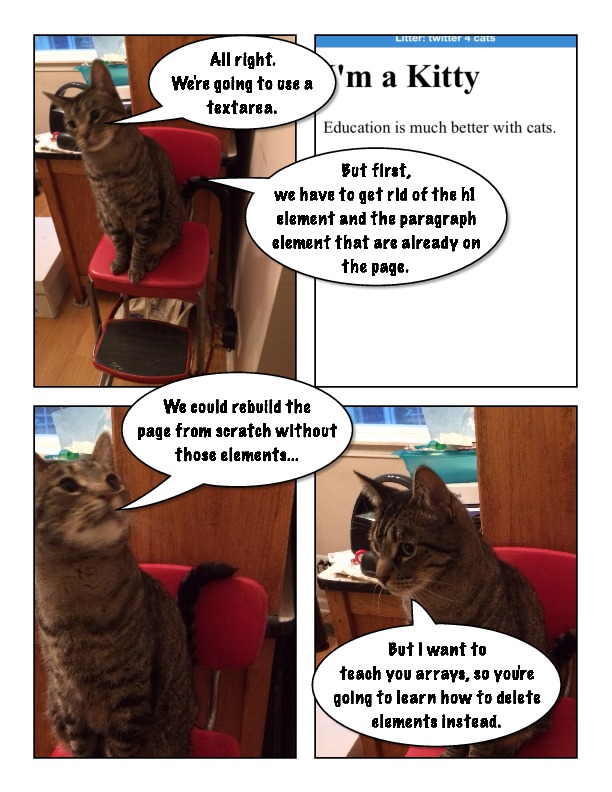 All right.
We're going to use a
textarea.
Litter: twitter 4 cats
I'm a Kitty
Education is much better with cats.
But first,
we have to get rid of the h1
element and the paragraph
element that are already on
the page.
We could rebuild the
page from scratch without
those elements...
But I want to
teach you arrays, so you're
going to learn how to delete
elements instead.